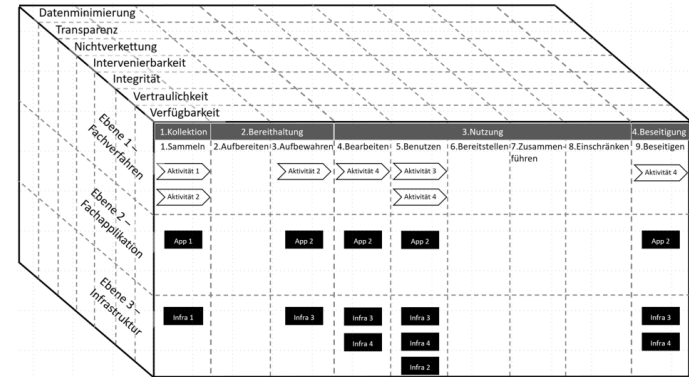 Datenminimierung
Transparenz
Nichtverkettung
Intervenierbarkeit
Integrität
Vertraulichkeit
Verfügbarkeit
Ebene 1 –
Fachverfahren
Ebene 2 –
Fachapplikation
Ebene 3 –
Infrastruktur
1.Kollektion 2.Bereithaltung 3.Nutzung 4.Beseitigung
1.Sammeln 2.Aufbereiten 3.Aufbewahren 4.Bearbeiten 5.Benutzen 6.Bereitstellen 7.Zusammen- 8.Einschränken 9.Beseitigen
führen
Aktivität 1 Aktivität 2 Aktivität 4 Aktivität 3 Aktivität 4
Aktivität 2 Aktivität 4
App 1 App 2 App 2 App 2 App 2
Infra 1 Infra 3 Infra 3 Infra 3 Infra 3
Infra 4 Infra 4 Infra 4
Infra 2